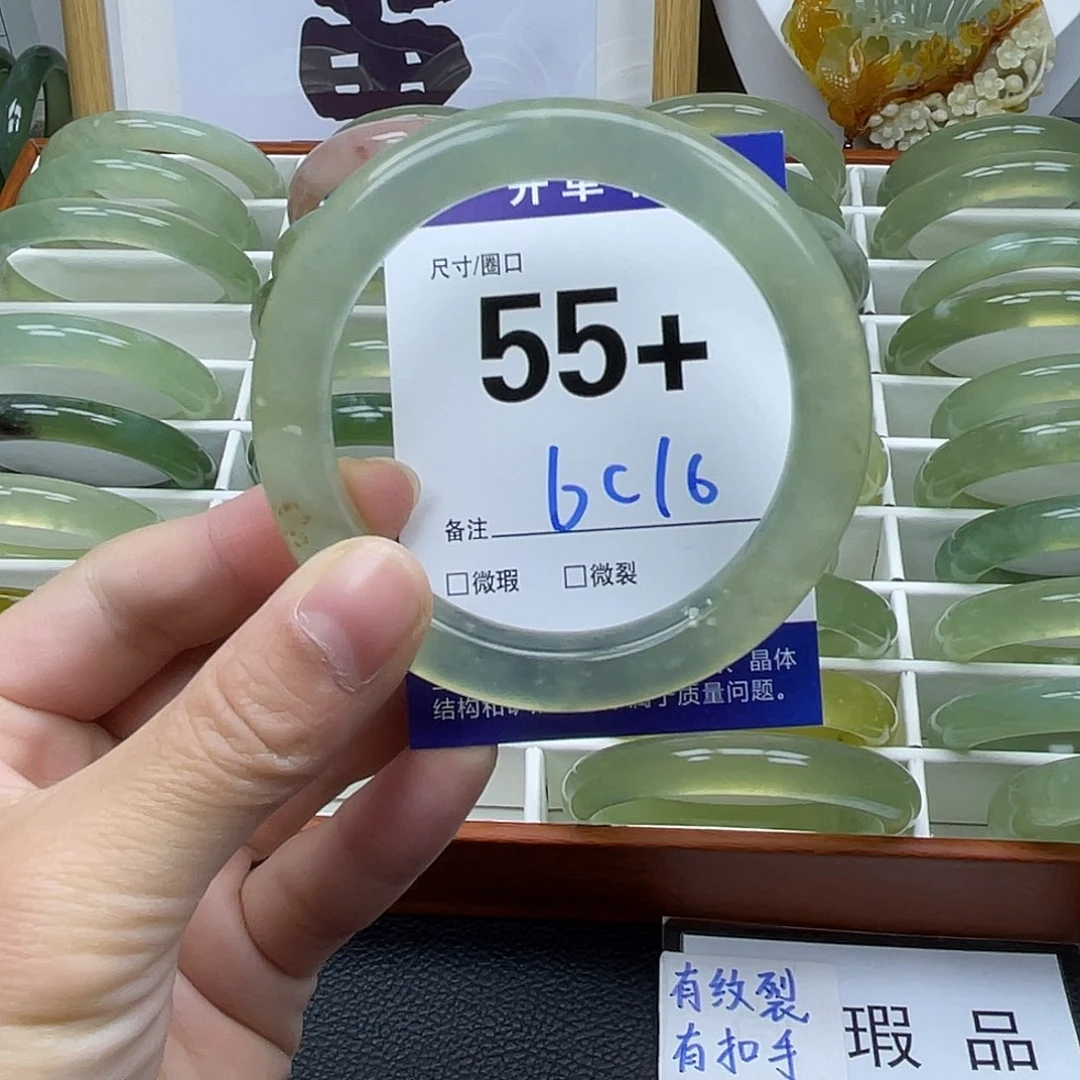 尺寸/圈口
55+
bc16
备注
□微瑕 □微裂
、晶体
结构和
质量问题。
有纹裂
有扣手
瑕 品